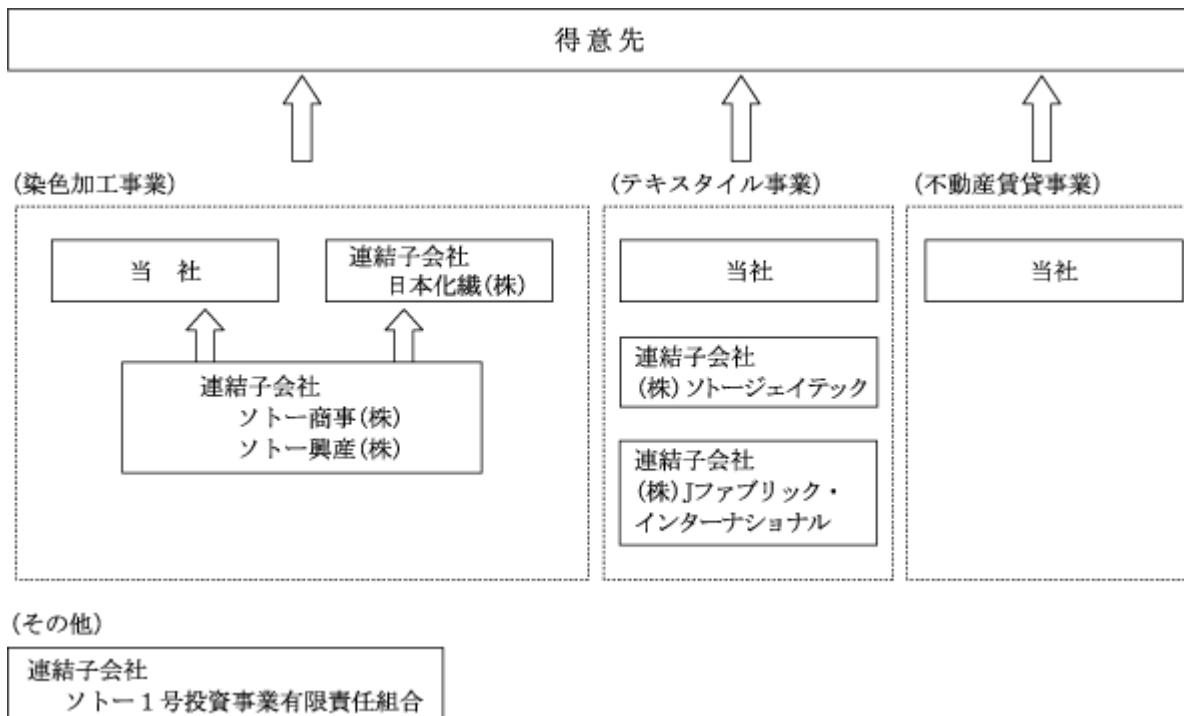 得意先
(染色加工事業)
(テキスタイル事業)
(不動産賃貸事業)
当 社
連結子会社
日本化繊(株)
連結子会社
ソトー商事(株)
ソトー興産(株)
当社
連結子会社
(株)ソトージェイテック
連結子会社
(株)Jファブリック・
インターナショナル
当社
(その他)
連結子会社
ソトー1号投資事業有限責任組合